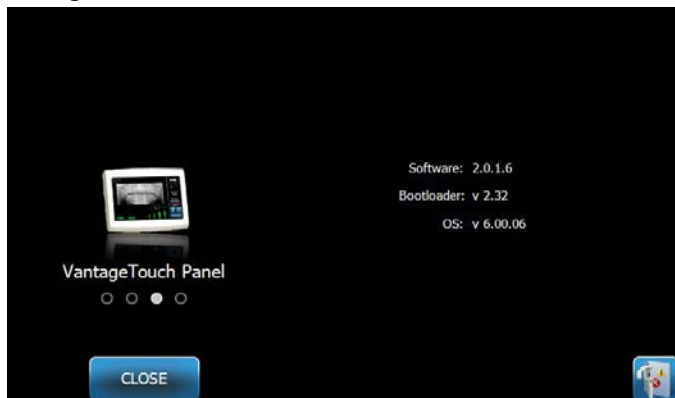 Software: 2.0.1.6
Bootloader: v 2.32
OS: v 6.00.06
VantageTouch Panel
CLOSE